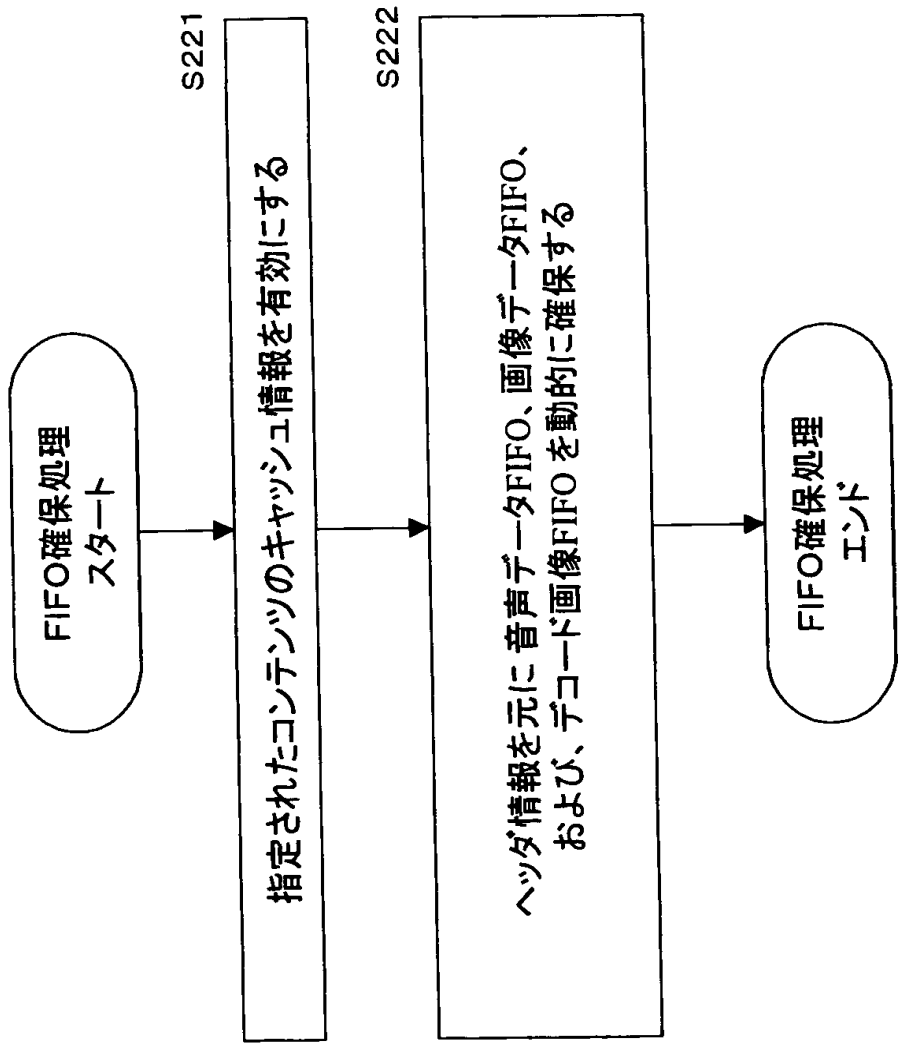 FIFO確保処理
スタート
S221
指定されたコンテンツのキャッシュ情報を有効にする
S222
ヘッダ情報を元に 音声データFIFO、画像データFIFO、
および、デコード画像FIFO を動的に確保する
FIFO確保処理
エンド